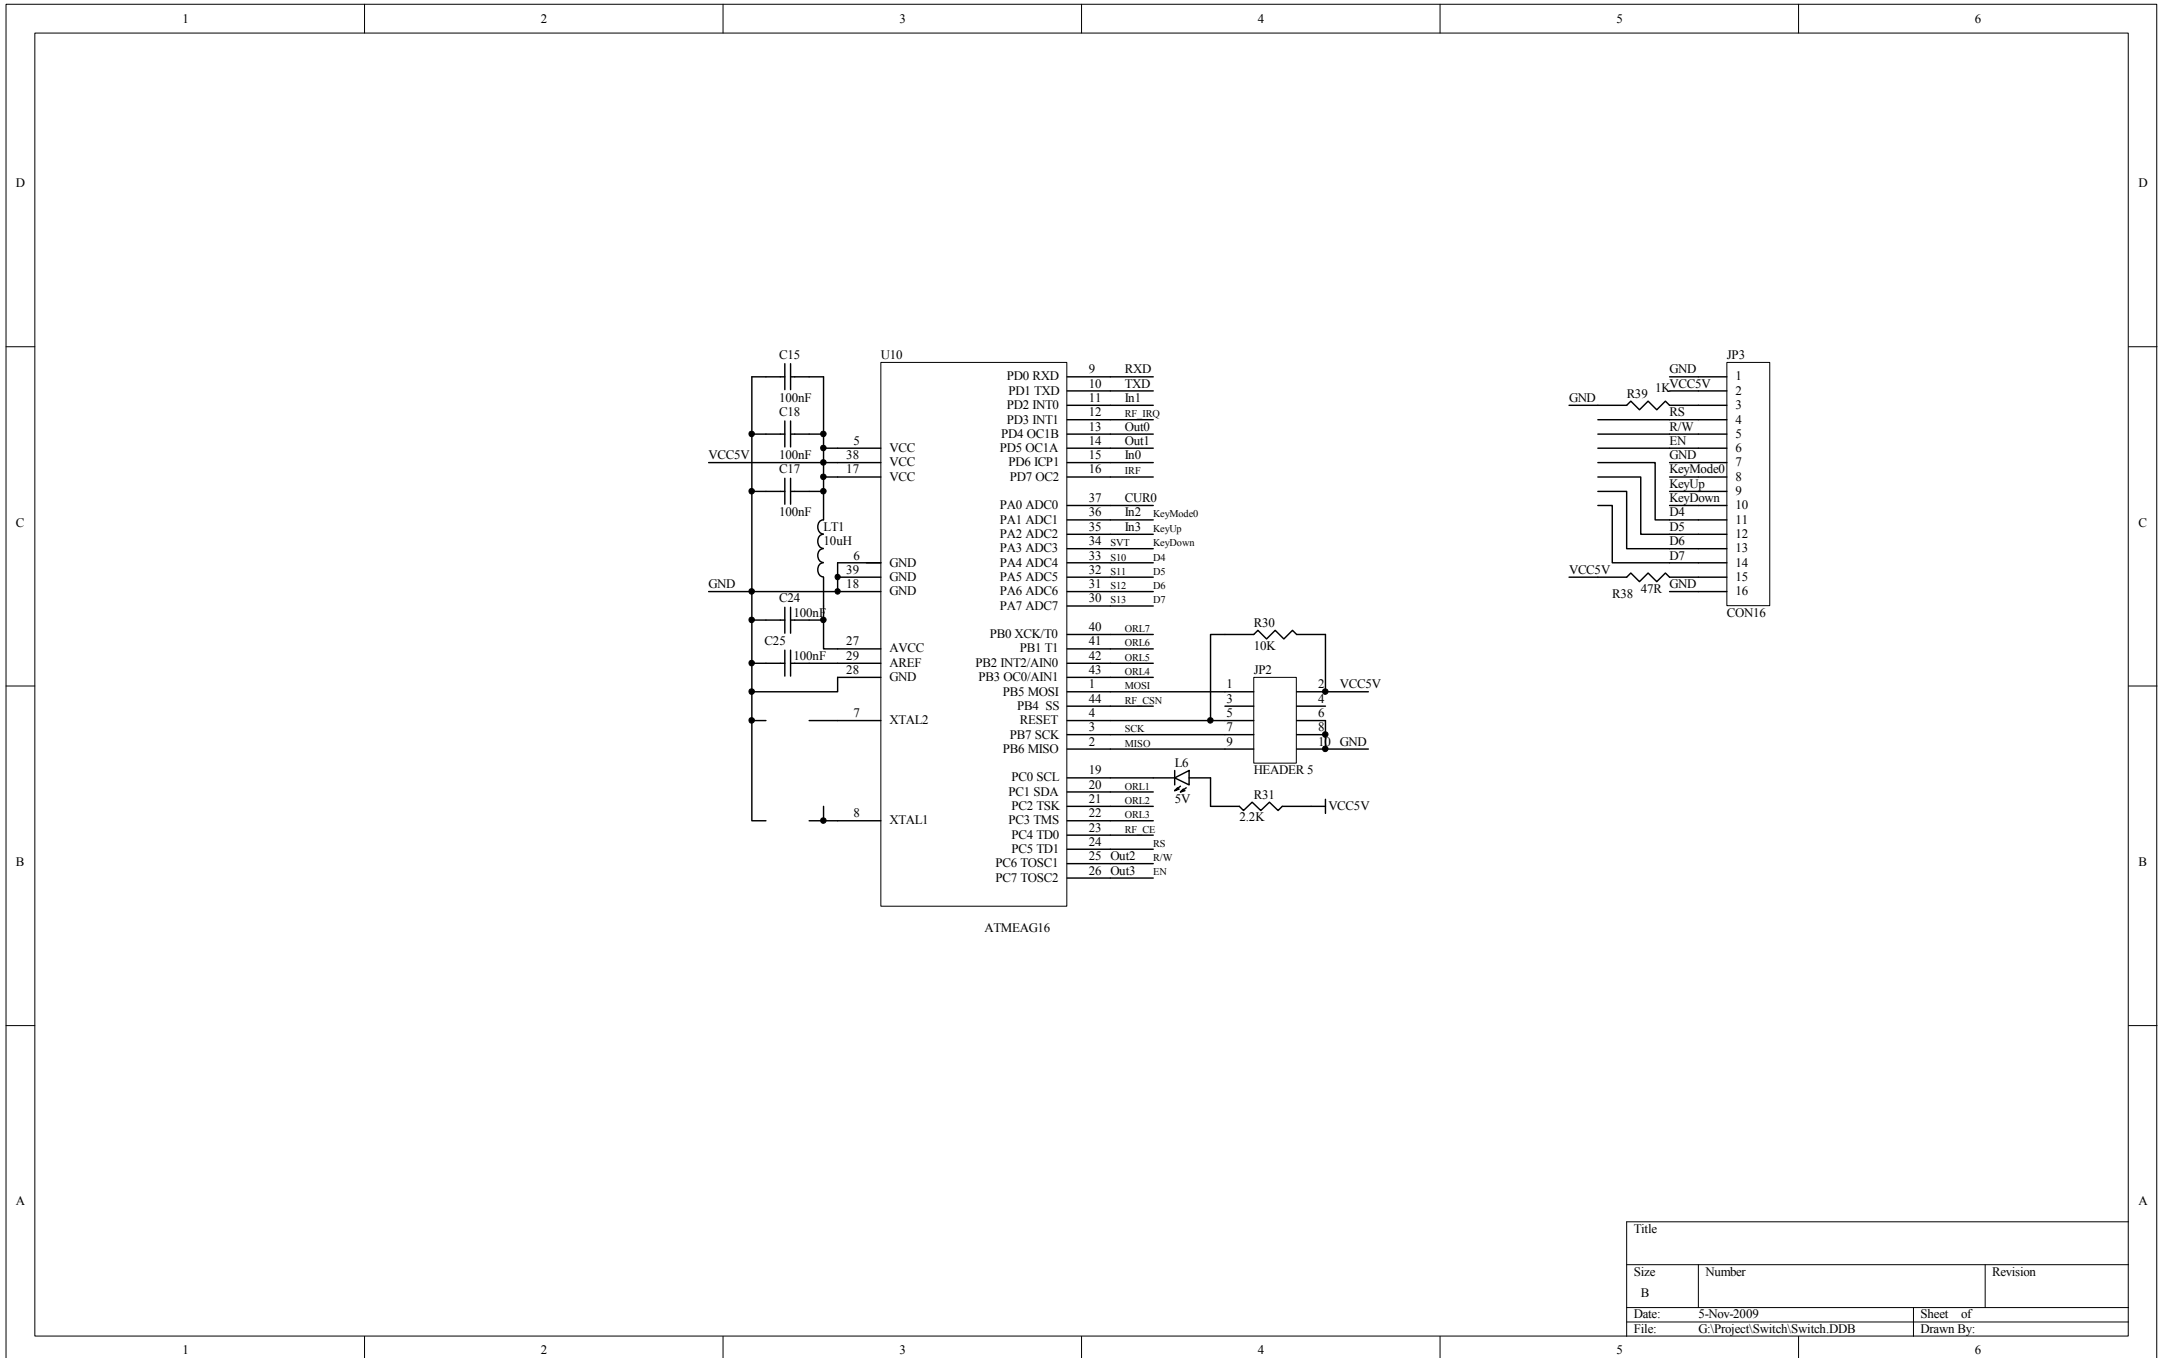 1 2 3 4 5 6
D D
C C
B B
A A
C15
100nF
C18
100nF
C17
100nF
VCC5V
LT1
10uH
GND
C24
100nF
C25
100nF
U10
5 VCC
38 VCC
17 VCC
6 GND
39 GND
18 GND
27 AVCC
29 AREF
28 GND
7 XTAL2
8 XTAL1
PD0 RXD 9 RXD
PD1 TXD 10 TXD
PD2 INT0 11 In1
PD3 INT1 12 RF_IRQ
PD4 OC1B 13 Out0
PD5 OC1A 14 Out1
PD6 ICP1 15 In0
PD7 OC2 16 IRF
PA0 ADC0 37 CUR0
PA1 ADC1 36 In2 KeyMode0
PA2 ADC2 35 In3 KeyUp
PA3 ADC3 34 SVT KeyDown
PA4 ADC4 33 S10 D4
PA5 ADC5 32 S11 D5
PA6 ADC6 31 S12 D6
PA7 ADC7 30 S13 D7
PB0 XCK/T0 40 ORL7
PB1 T1 41 ORL6
PB2 INT2/AIN0 42 ORL5
PB3 OC0/AIN1 43 ORL4
PB5 MOSI 1 MOSI
PB4 SS 44 RF_CSN
RESET 4
PB7 SCK 3 SCK
PB6 MISO 2 MISO
PC0 SCL 19
PC1 SDA 20 ORL1
PC2 TSK 21 ORL2
PC3 TMS 22 ORL3
PC4 TD0 23 RF_CE
PC5 TD1 24 RS
PC6 TOSC1 25 Out2 R/W
PC7 TOSC2 26 Out3 EN
ATMEAG16
R30
10K
JP2
1 2 VCC5V
3 4
5 6
7 8
9 10 GND
HEADER 5
L6
5V
R31
2.2K
VCC5V
JP3
GND 1
VCC5V 2
GND R39 1K 3
RS 4
R/W 5
EN 6
GND 7
KeyMode0 8
KeyUp 9
KeyDown 10
D4 11
D5 12
D6 13
D7 14
VCC5V R38 47R 15
GND 16
CON16
Title
Size Number Revision
B
Date: 5-Nov-2009 Sheet of
File: G:\Project\Switch\Switch.DDB Drawn By:
1 2 3 4 5 6